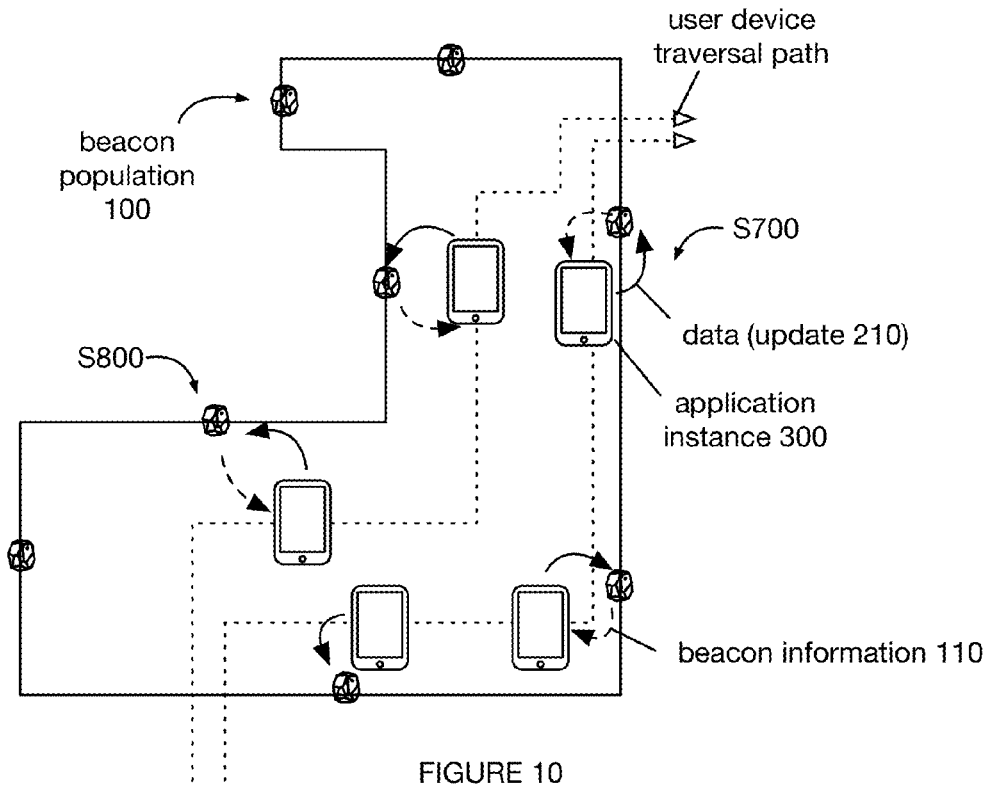 user device
traversal path
beacon
population
100
S700
data (update 210)
S800
application
instance 300
beacon information 110
FIGURE 10